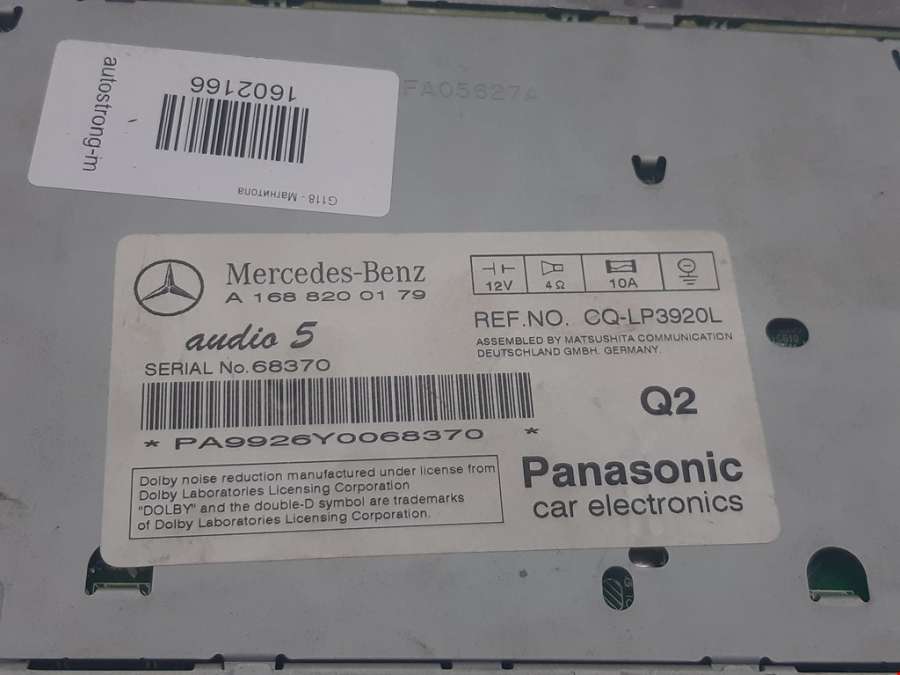 autostrong-m
1602166
G118 - Магнитола
FA05627A
Mercedes-Benz
A 168 820 01 79
audio 5
SERIAL No. 68370
* PA9926Y0068370 *
Dolby noise reduction manufactured under license from
Dolby Laboratories Licensing Corporation
"DOLBY" and the double-D symbol are trademarks
of Dolby Laboratories Licensing Corporation.
12V 4Ω 10A
REF.NO. CQ-LP3920L
ASSEMBLED BY MATSUSHITA COMMUNICATION
DEUTSCHLAND GMBH. GERMANY.
Q2
Panasonic
car electronics